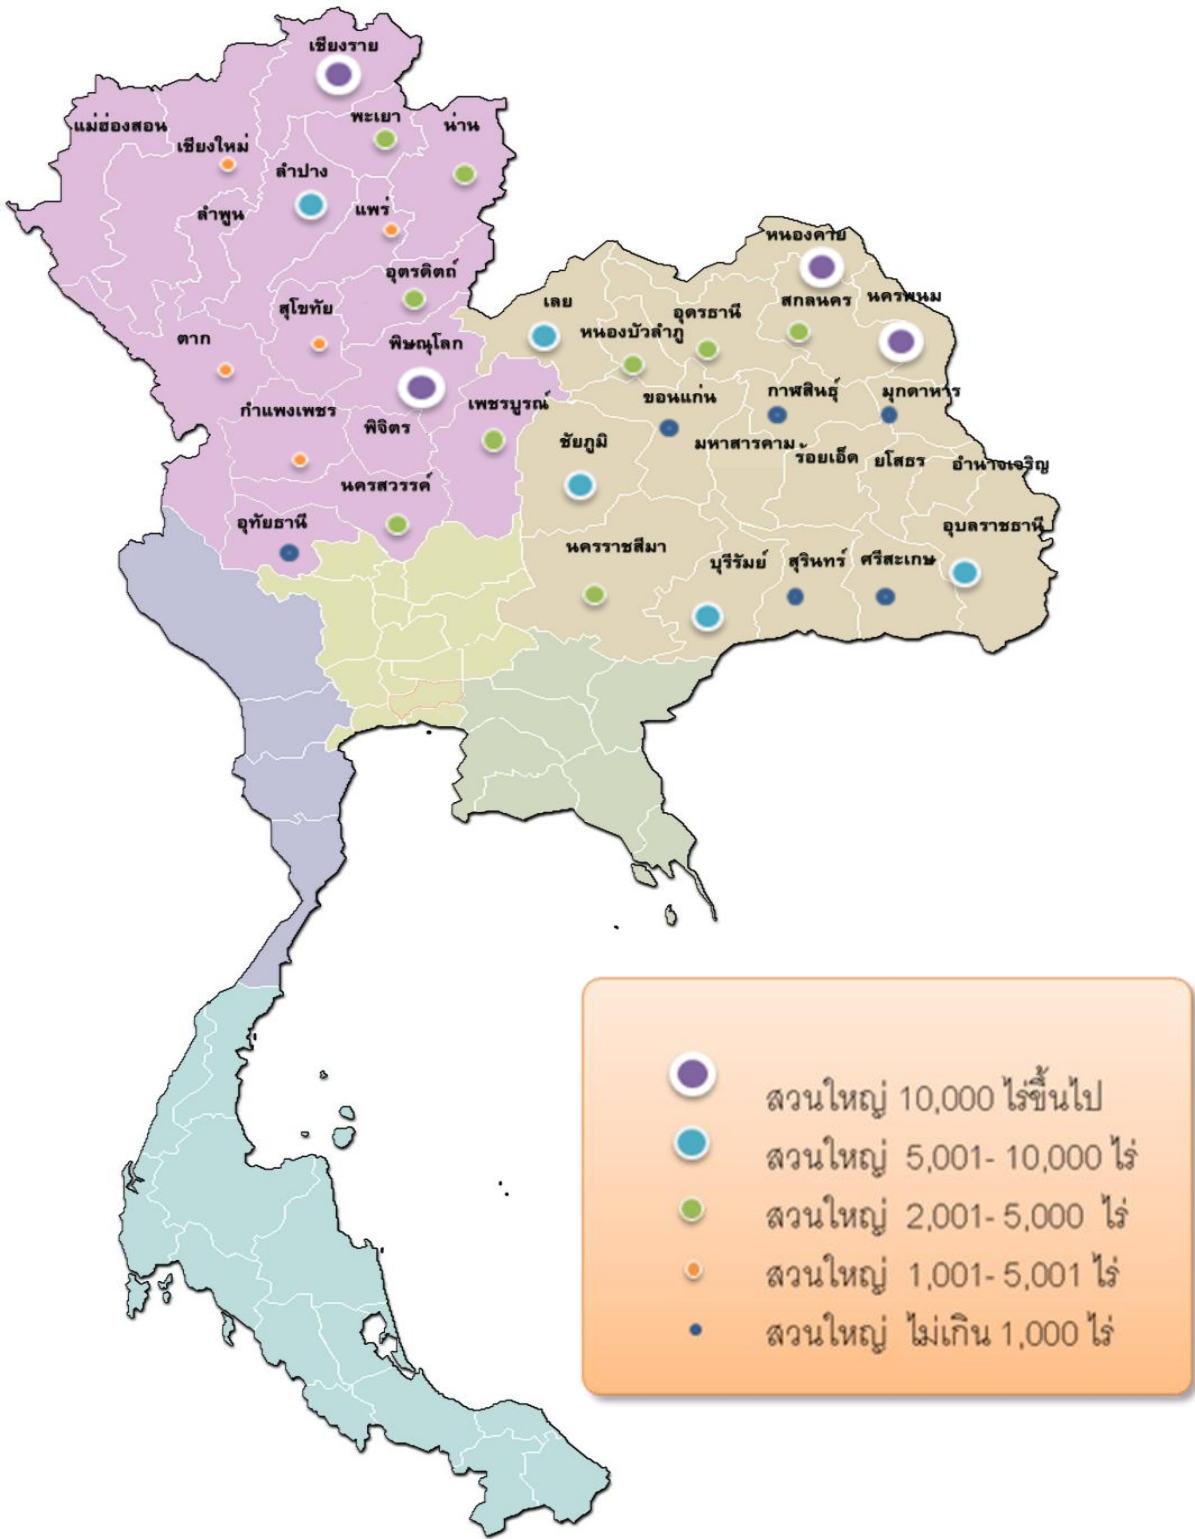 เชียงราย
พะเยา
น่าน
แม่ฮ่องสอน
เชียงใหม่
ลำปาง
ลำพูน
แพร่
อุตรดิตถ์
สุโขทัย
ตาก
พิษณุโลก
กำแพงเพชร
พิจิตร
เพชรบูรณ์
นครสวรรค์
อุทัยธานี
หนองคาย
เลย
สกลนคร
นครพนม
อุดรธานี
หนองบัวลำภู
ขอนแก่น
กาฬสินธุ์
มุกดาหาร
ชัยภูมิ
มหาสารคาม
ร้อยเอ็ด
ยโสธร
อำนาจเจริญ
นครราชสีมา
บุรีรัมย์
สุรินทร์
ศรีสะเกษ
อุบลราชธานี
สวนใหญ่ 10,000 ไร่ขึ้นไป
สวนใหญ่ 5,001- 10,000 ไร่
สวนใหญ่ 2,001- 5,000 ไร่
สวนใหญ่ 1,001- 5,001 ไร่
สวนใหญ่ ไม่เกิน 1,000 ไร่